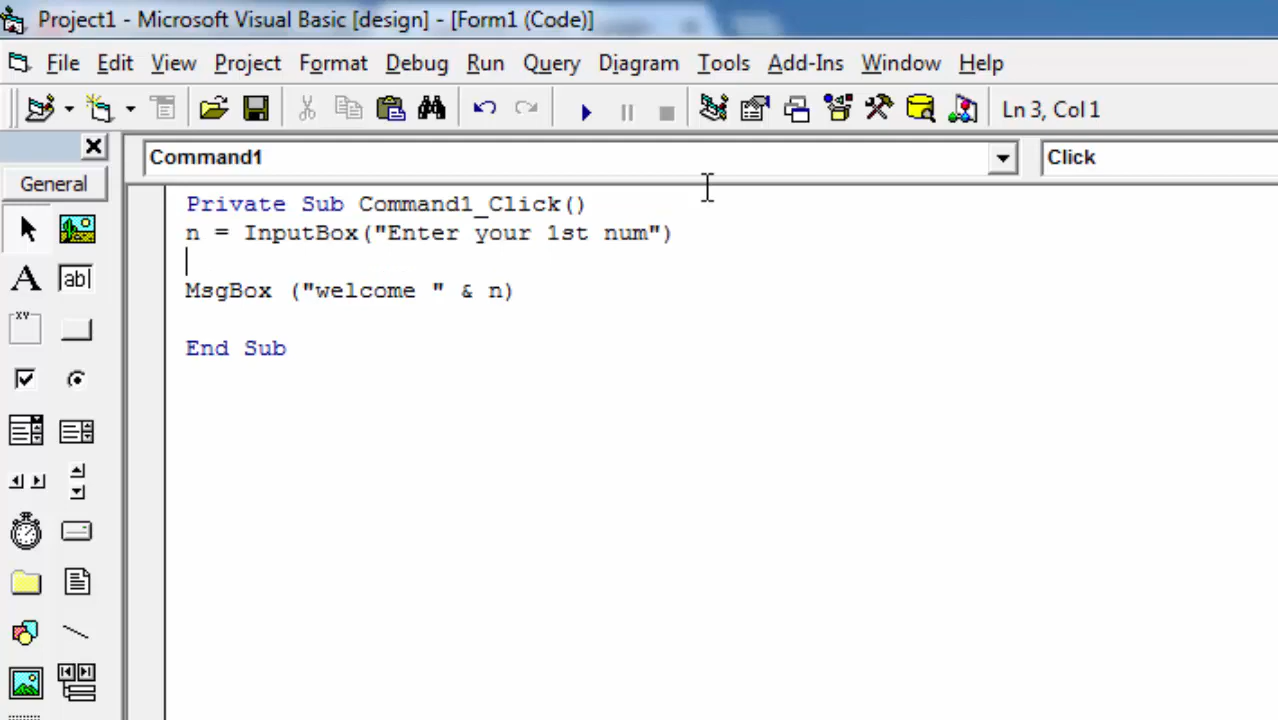 Project1 - Microsoft Visual Basic [design] - [Form1 (Code)]
File Edit View Project Format Debug Run Query Diagram Tools Add-Ins Window Help
Ln 3, Col 1
Command1 Click
General
Private Sub Command1_Click()
n = InputBox("Enter your 1st num")
MsgBox ("welcome " & n)
End Sub
A ab|
XY